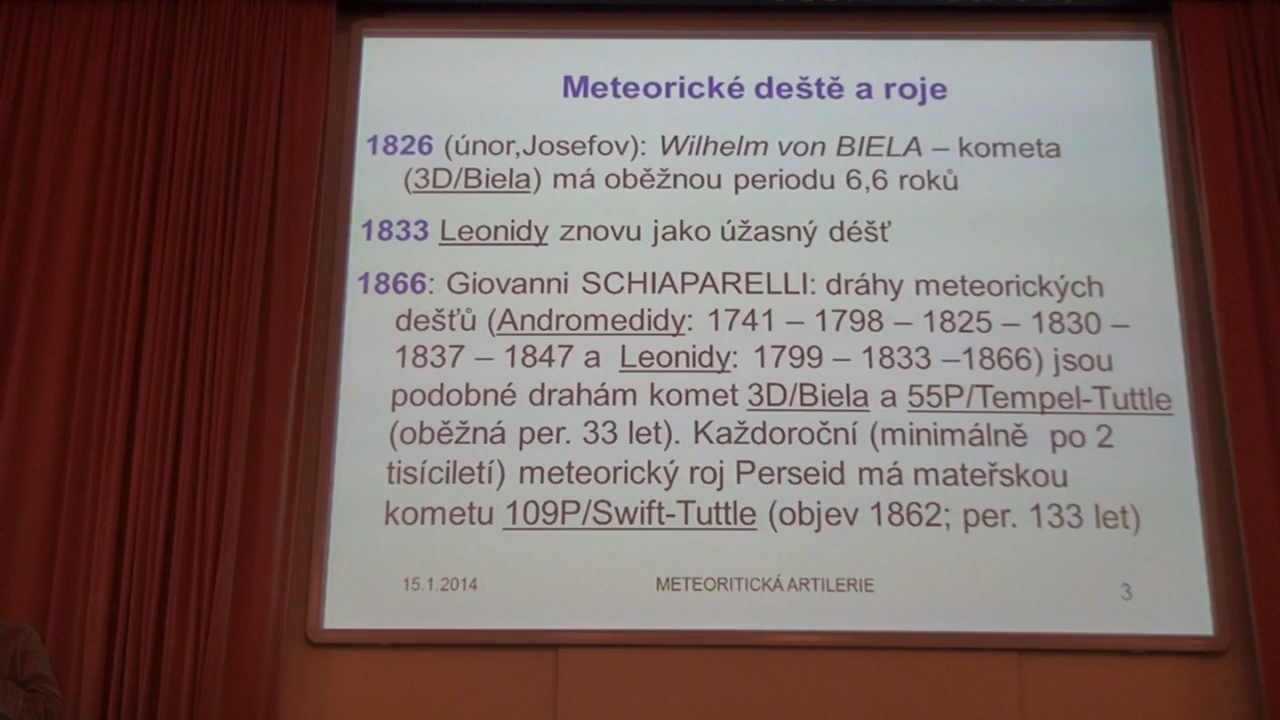 Meteorické deště a roje
1826 (únor,Josefov): Wilhelm von BIELA – kometa
(3D/Biela) má oběžnou periodu 6,6 roků
1833 Leonidy znovu jako úžasný déšť
1866: Giovanni SCHIAPARELLI: dráhy meteorických
dešťů (Andromedidy: 1741 – 1798 – 1825 – 1830 –
1837 – 1847 a Leonidy: 1799 – 1833 –1866) jsou
podobné drahám komet 3D/Biela a 55P/Tempel-Tuttle
(oběžná per. 33 let). Každoroční (minimálně po 2
tisíciletí) meteorický roj Perseid má mateřskou
kometu 109P/Swift-Tuttle (objev 1862; per. 133 let)
15.1.2014 METEORITICKÁ ARTILERIE 3